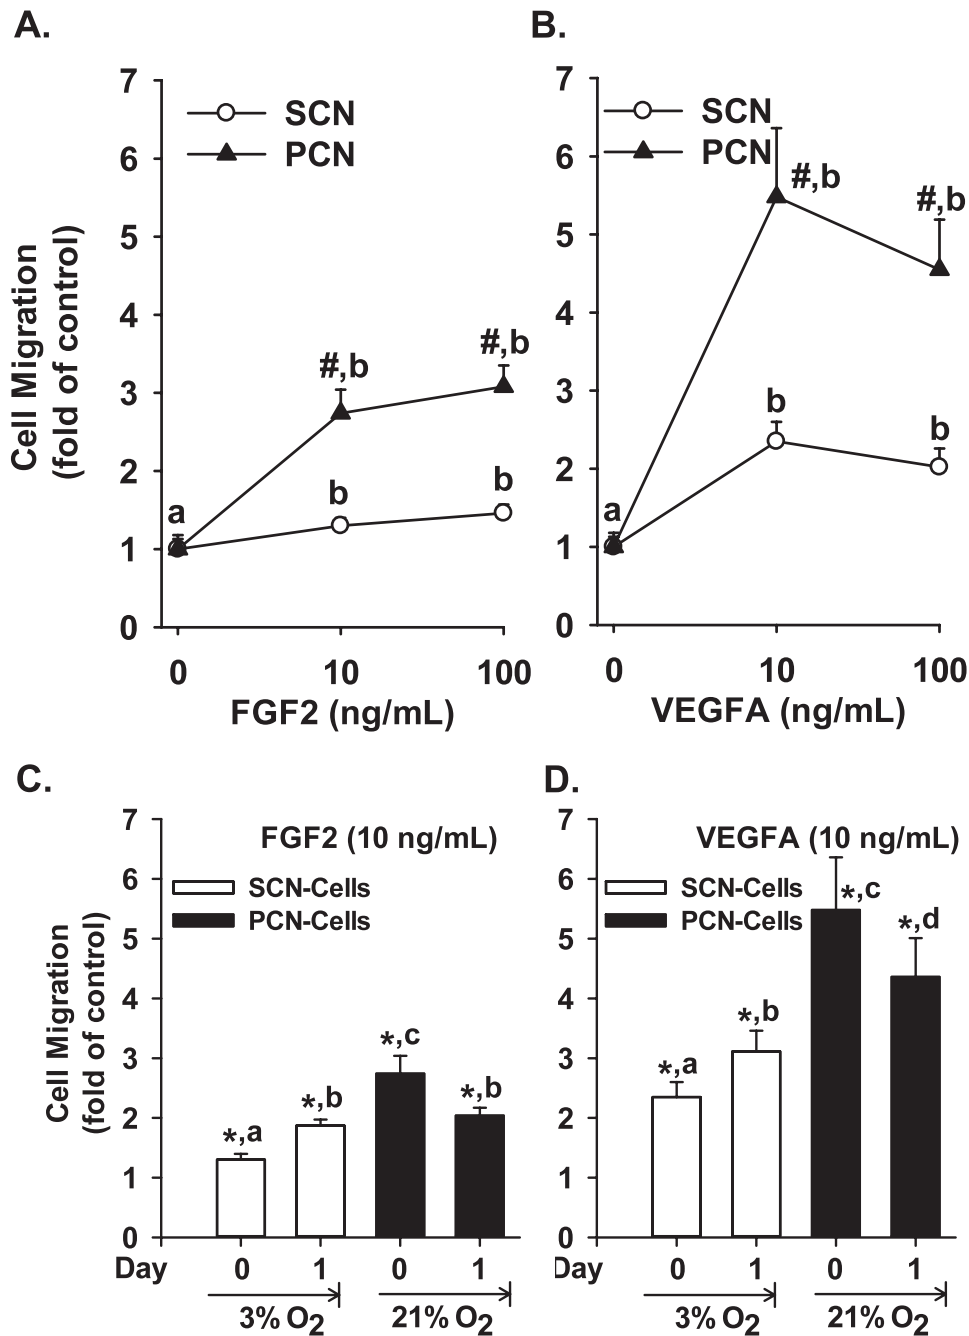 A.
7
6
5
4
3
2
1
0
Cell Migration
(fold of control)
SCN
PCN
#,b
#,b
a
b
b
0 10 100
FGF2 (ng/mL)
B.
7
6
5
4
3
2
1
0
SCN
PCN
#,b
#,b
b
b
a
0 10 100
VEGFA (ng/mL)
C.
7
6
5
4
3
2
1
0
Cell Migration
(fold of control)
FGF2 (10 ng/mL)
SCN-Cells
PCN-Cells
*,a
*,b
*,c
*,b
Day 0 1 0 1
3% O2 21% O2
D.
7
6
5
4
3
2
1
0
VEGFA (10 ng/mL)
SCN-Cells
PCN-Cells
*,a
*,b
*,c
*,d
Day 0 1 0 1
3% O2 21% O2